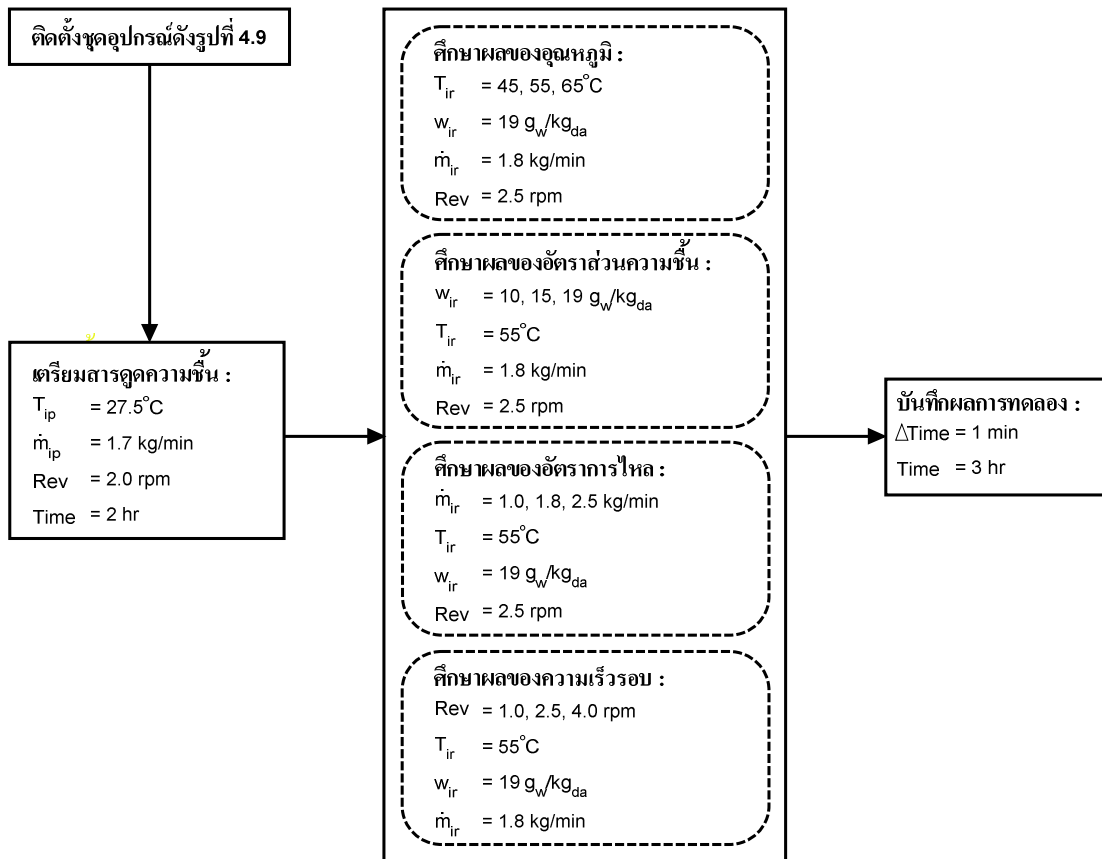 ติดตั้งชุดอุปกรณ์ดังรูปที่ 4.9
เตรียมสารดูดความชื้น :
T_ip = 27.5°C
ṁ_ip = 1.7 kg/min
Rev = 2.0 rpm
Time = 2 hr
ศึกษาผลของอุณหภูมิ :
T_ir = 45, 55, 65°C
w_ir = 19 g_w/kg_da
ṁ_ir = 1.8 kg/min
Rev = 2.5 rpm
ศึกษาผลของอัตราส่วนความชื้น :
w_ir = 10, 15, 19 g_w/kg_da
T_ir = 55°C
ṁ_ir = 1.8 kg/min
Rev = 2.5 rpm
ศึกษาผลของอัตราการไหล :
ṁ_ir = 1.0, 1.8, 2.5 kg/min
T_ir = 55°C
w_ir = 19 g_w/kg_da
Rev = 2.5 rpm
ศึกษาผลของความเร็วรอบ :
Rev = 1.0, 2.5, 4.0 rpm
T_ir = 55°C
w_ir = 19 g_w/kg_da
ṁ_ir = 1.8 kg/min
บันทึกผลการทดลอง :
△Time = 1 min
Time = 3 hr